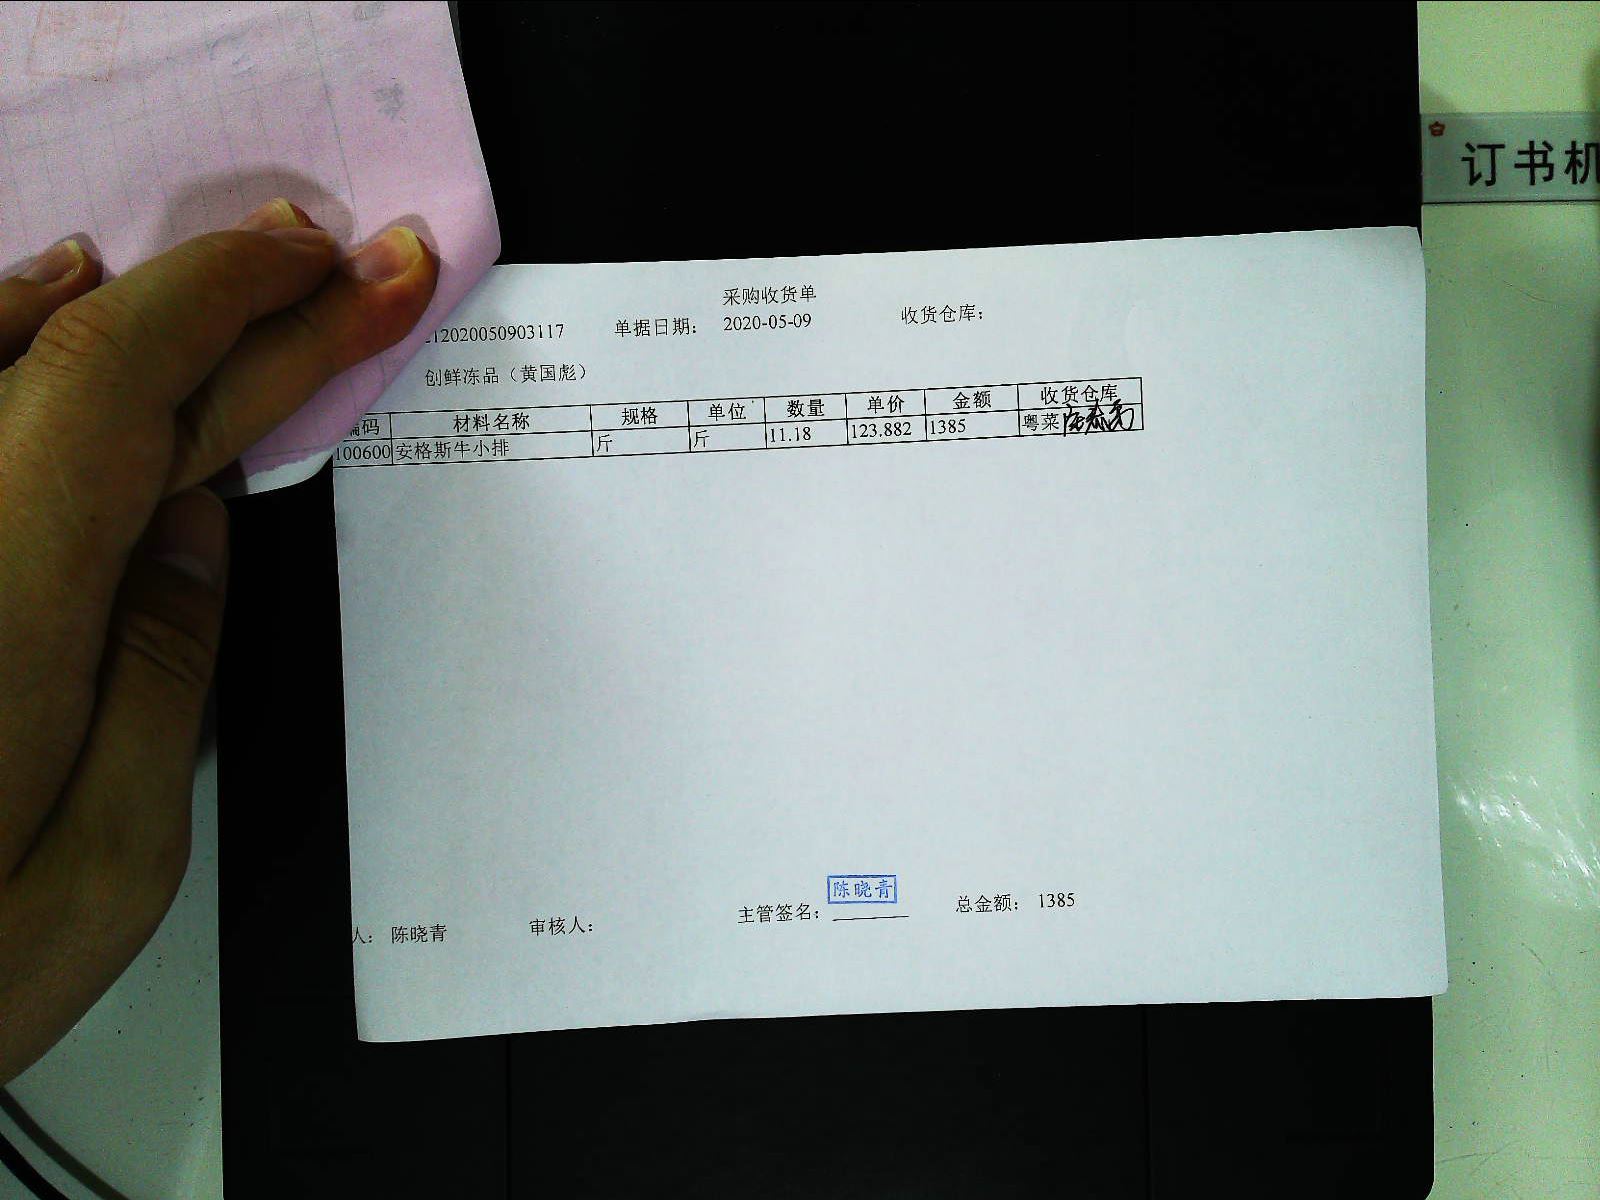 订书机
采购收货单
12020050903117 单据日期： 2020-05-09 收货仓库：
创鲜冻品（黄国彪）
编码 材料名称 规格 单位 数量 单价 金额 收货仓库
100600 安格斯牛小排 斤 斤 11.18 123.882 1385 粤菜
陈晓青
人： 陈晓青 审核人： 主管签名： 总金额： 1385